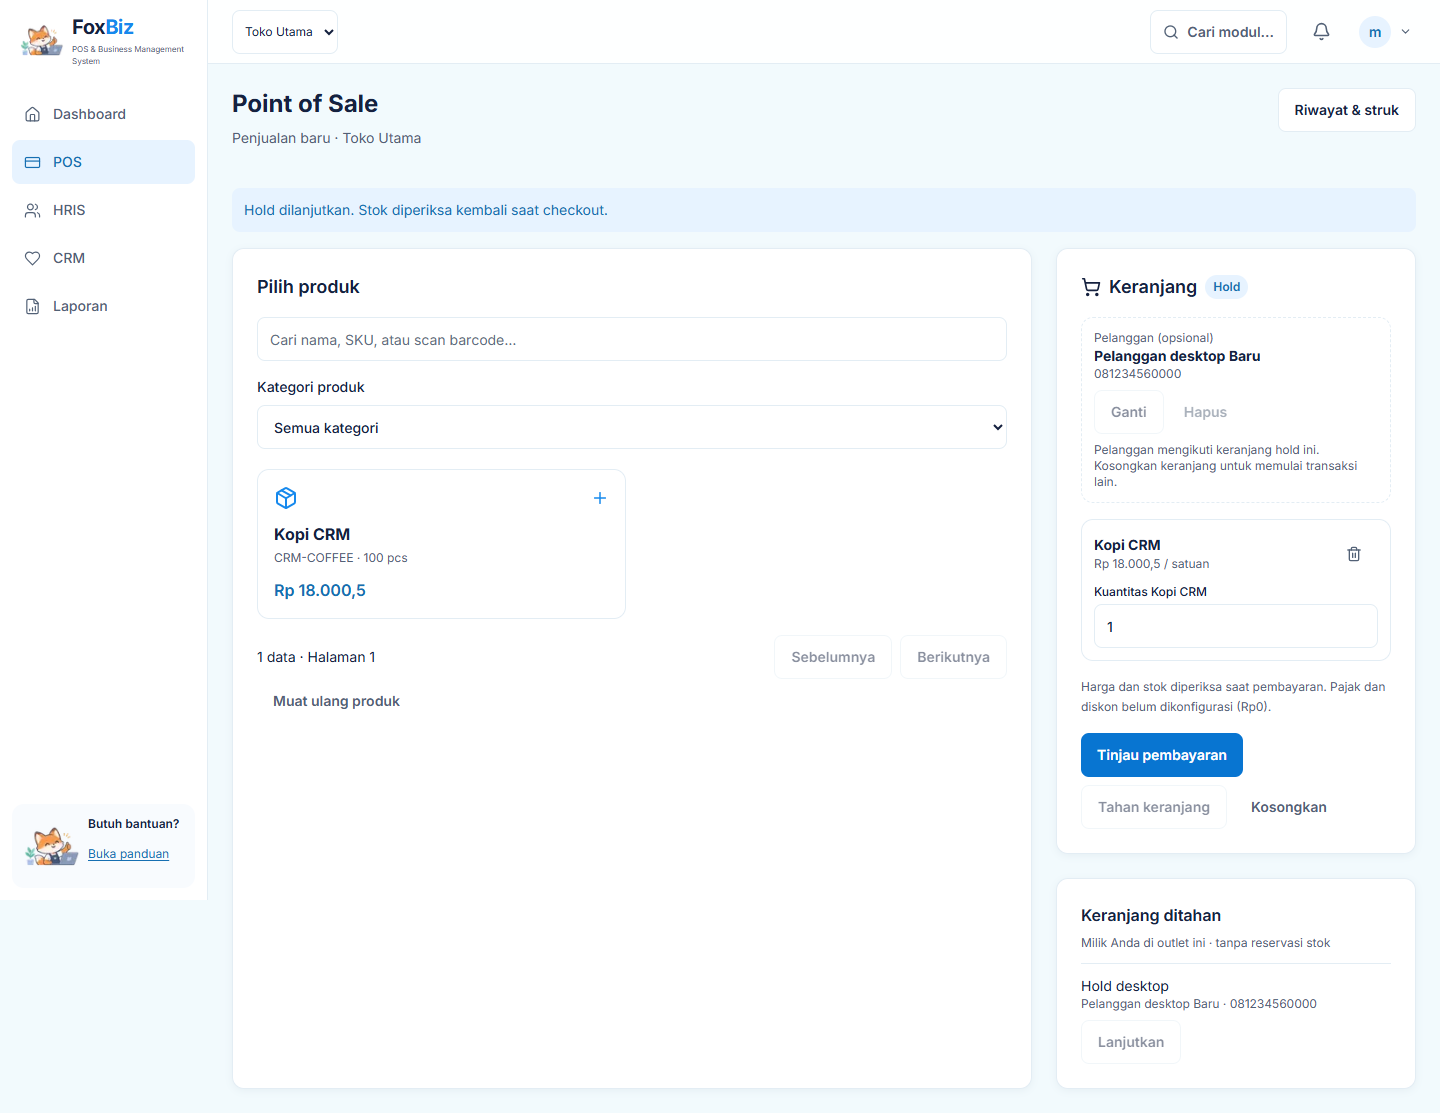 FoxBiz
POS & Business Management
System
Toko Utama
Cari modul...
m
Dashboard
POS
HRIS
CRM
Laporan
Point of Sale
Penjualan baru · Toko Utama
Riwayat & struk
Hold dilanjutkan. Stok diperiksa kembali saat checkout.
Pilih produk
Cari nama, SKU, atau scan barcode...
Kategori produk
Semua kategori
Kopi CRM
CRM-COFFEE · 100 pcs
Rp 18.000,5
1 data · Halaman 1
Sebelumnya
Berikutnya
Muat ulang produk
Keranjang
Hold
Pelanggan (opsional)
Pelanggan desktop Baru
081234560000
Ganti
Hapus
Pelanggan mengikuti keranjang hold ini.
Kosongkan keranjang untuk memulai transaksi
lain.
Kopi CRM
Rp 18.000,5 / satuan
Kuantitas Kopi CRM
1
Harga dan stok diperiksa saat pembayaran. Pajak dan
diskon belum dikonfigurasi (Rp0).
Tinjau pembayaran
Tahan keranjang
Kosongkan
Keranjang ditahan
Milik Anda di outlet ini · tanpa reservasi stok
Hold desktop
Pelanggan desktop Baru · 081234560000
Lanjutkan
Butuh bantuan?
Buka panduan